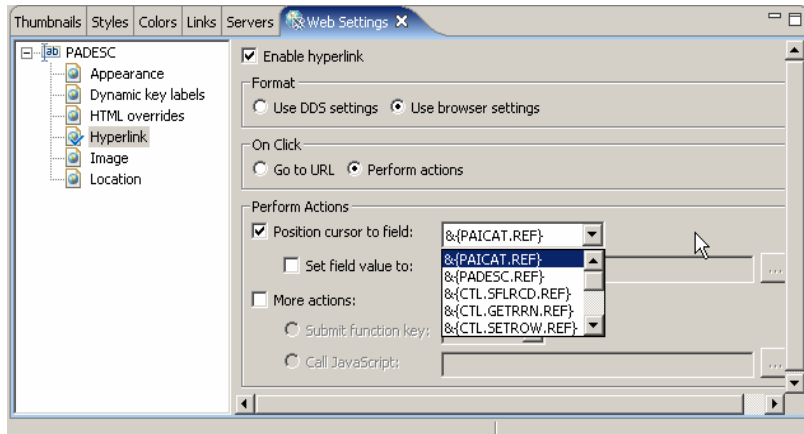 Thumbnails Styles Colors Links Servers Web Settings
PADESC
Appearance
Dynamic key labels
HTML overrides
Hyperlink
Image
Location
Enable hyperlink
Format
Use DDS settings Use browser settings
On Click
Go to URL Perform actions
Perform Actions
Position cursor to field: &{PAICAT.REF}
&{PAICAT.REF}
Set field value to: ...
&{PADESC.REF}
&{CTL.SFLRCD.REF}
More actions:
&{CTL.GETRRN.REF}
Submit function key:
&{CTL.SETROW.REF}
Call JavaScript: ...